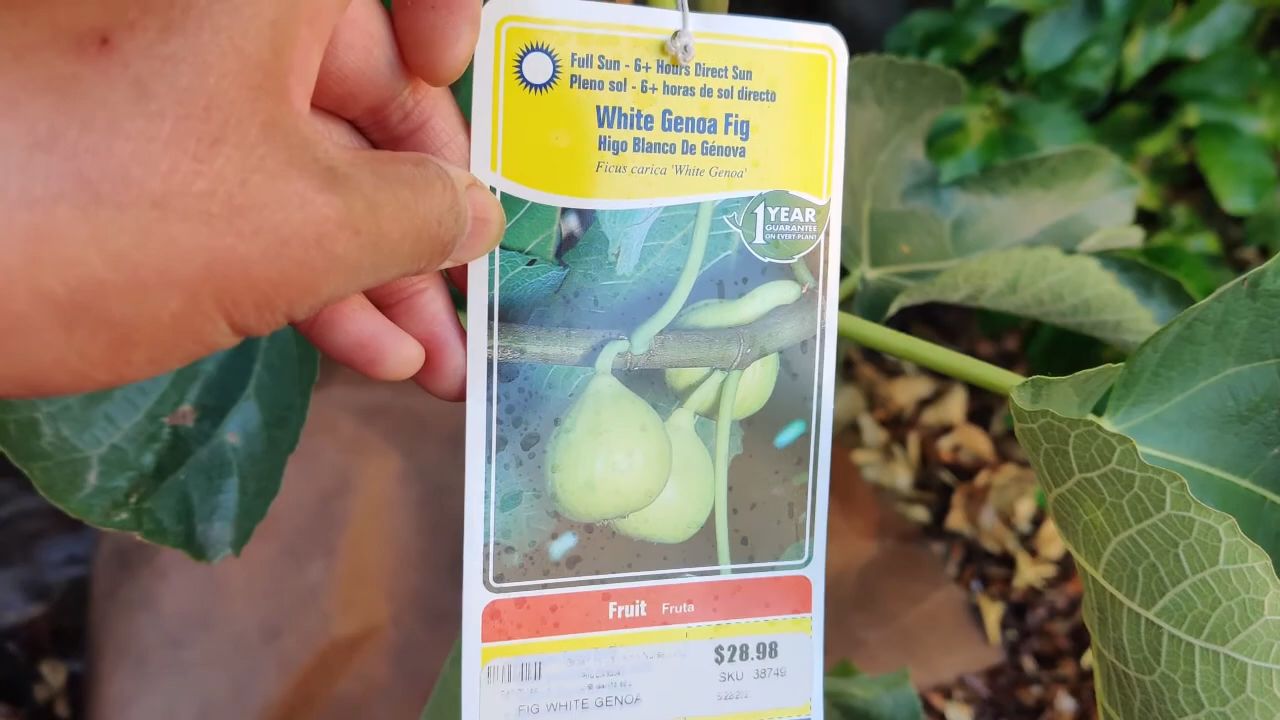 Full Sun - 6+ Hours Direct Sun
Pleno sol - 6+ horas de sol directo
White Genoa Fig
Higo Blanco De Génova
Ficus carica 'White Genoa'
1 YEAR
GUARANTEE
ON EVERY PLANT
Fruit Fruta
$28.98
SKU 38749
FIG WHITE GENOA